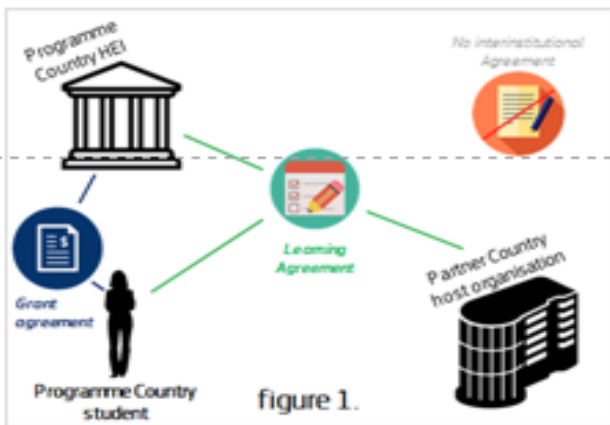 Programme
Country HEI
No interinstitutional
Agreement
$
Learning
Agreement
Partner Country
host organisation
Grant
agreement
Programme Country
student
figure 1.